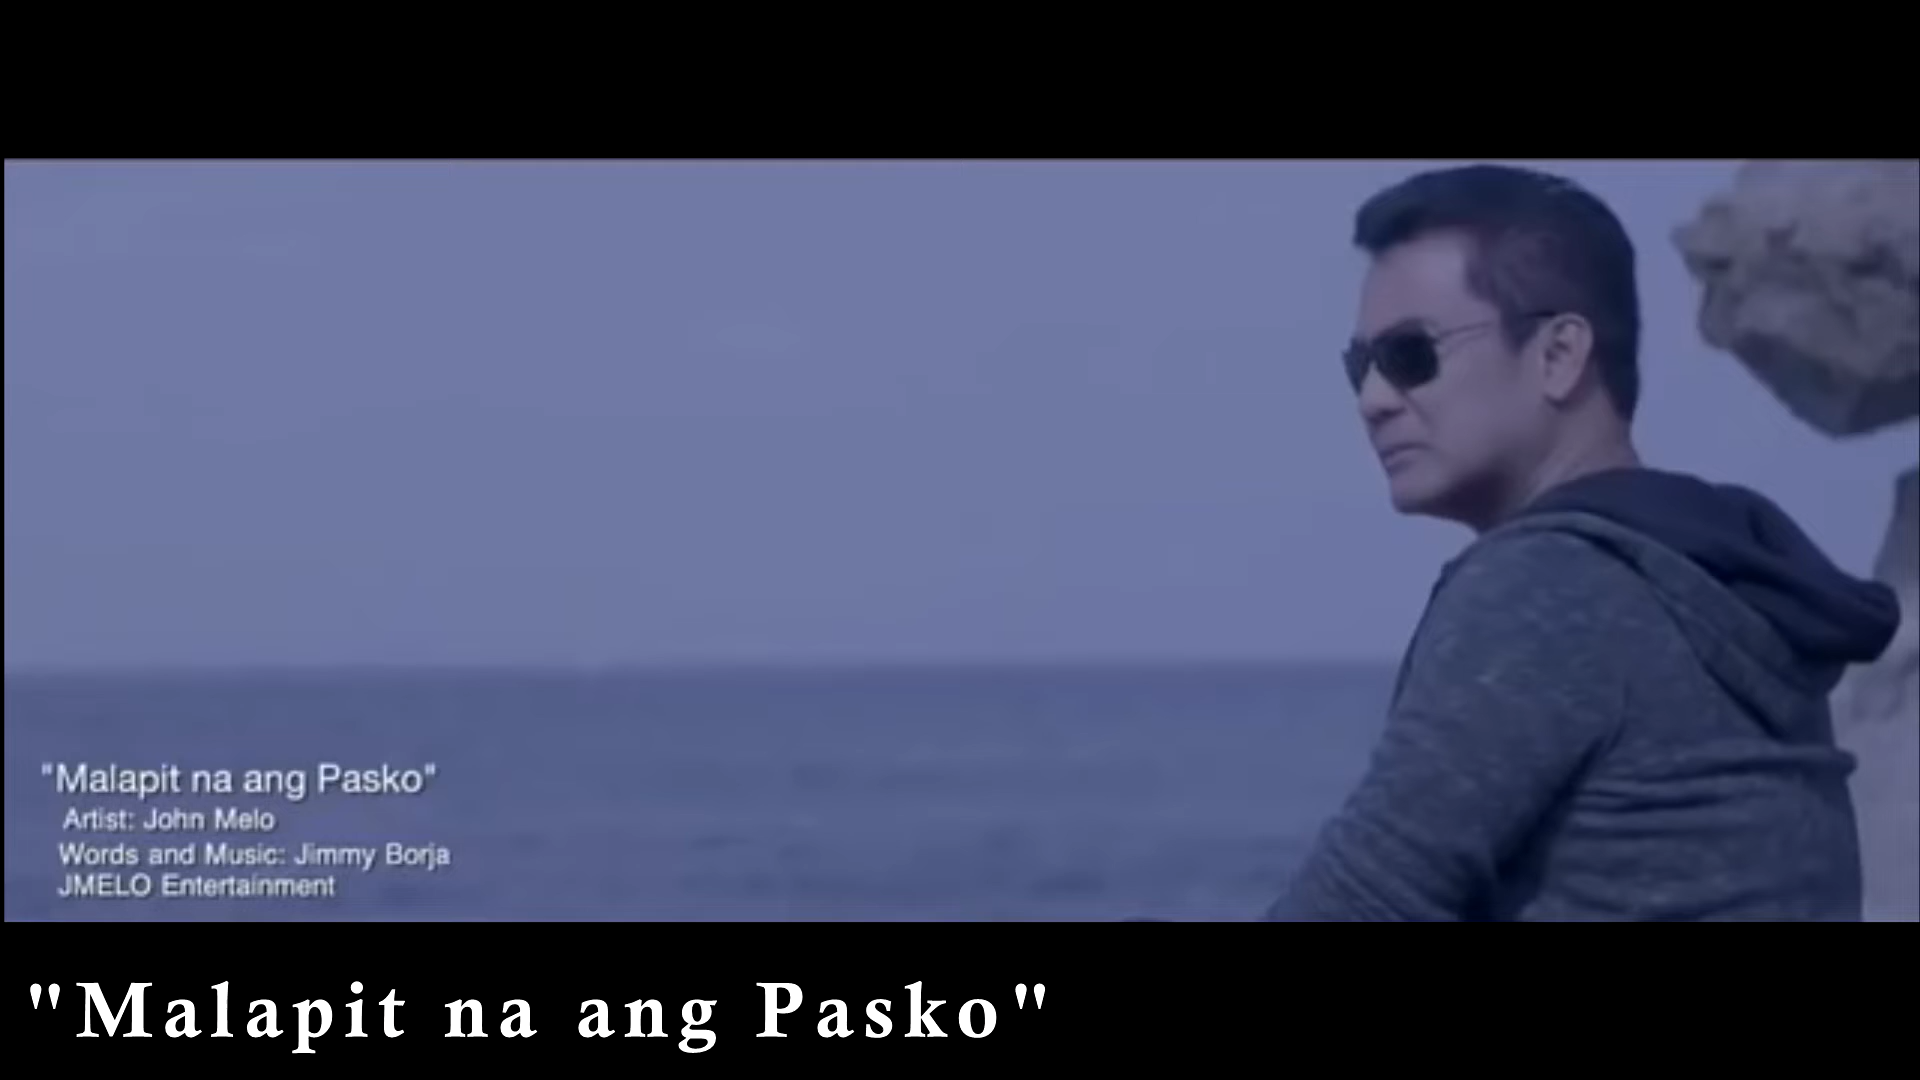 "Malapit na ang Pasko"
Artist: John Melo
Words and Music: Jimmy Borja
JMELO Entertainment
"Malapit na ang Pasko"